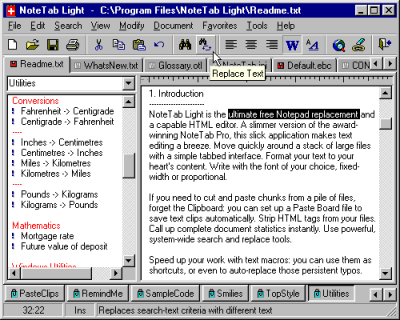 NoteTab Light - C:\Program Files\NoteTab Light\Readme.txt
File Edit Search View Modify Document Favorites Tools Help
Readme.txt WhatsNew.txt Glossary.otl NoteTab.in Default.ebc CON
Replace Text
Utilities
Conversions
Fahrenheit -> Centigrade
Centigrade -> Fahrenheit
----
Inches -> Centimetres
Centimetres -> Inches
Miles -> Kilometres
Kilometres -> Miles
----
Pounds -> Kilograms
Kilograms -> Pounds
Mathematics
Mortgage rate
Future value of deposit
Windows Utilities
1. Introduction
--------------------
NoteTab Light is the ultimate free Notepad replacement and
a capable HTML editor. A slimmer version of the award-
winning NoteTab Pro, this slick application makes text
editing a breeze. Move quickly around a stack of large files
with a simple tabbed interface. Format your text to your
heart's content. Write with the font of your choice, fixed-
width or proportional.
If you need to cut and paste chunks from a pile of files,
forget the Clipboard: you can set up a Paste Board file to
save text clips automatically. Strip HTML tags from your files.
Call up complete document statistics instantly. Use powerful,
system-wide search and replace tools.
Speed up your work with text macros: you can use them as
shortcuts, or even to auto-replace those persistent typos.
PasteClips RemindMe SampleCode Smilies TopStyle Utilities
32:22 Ins Replaces search-text criteria with different text